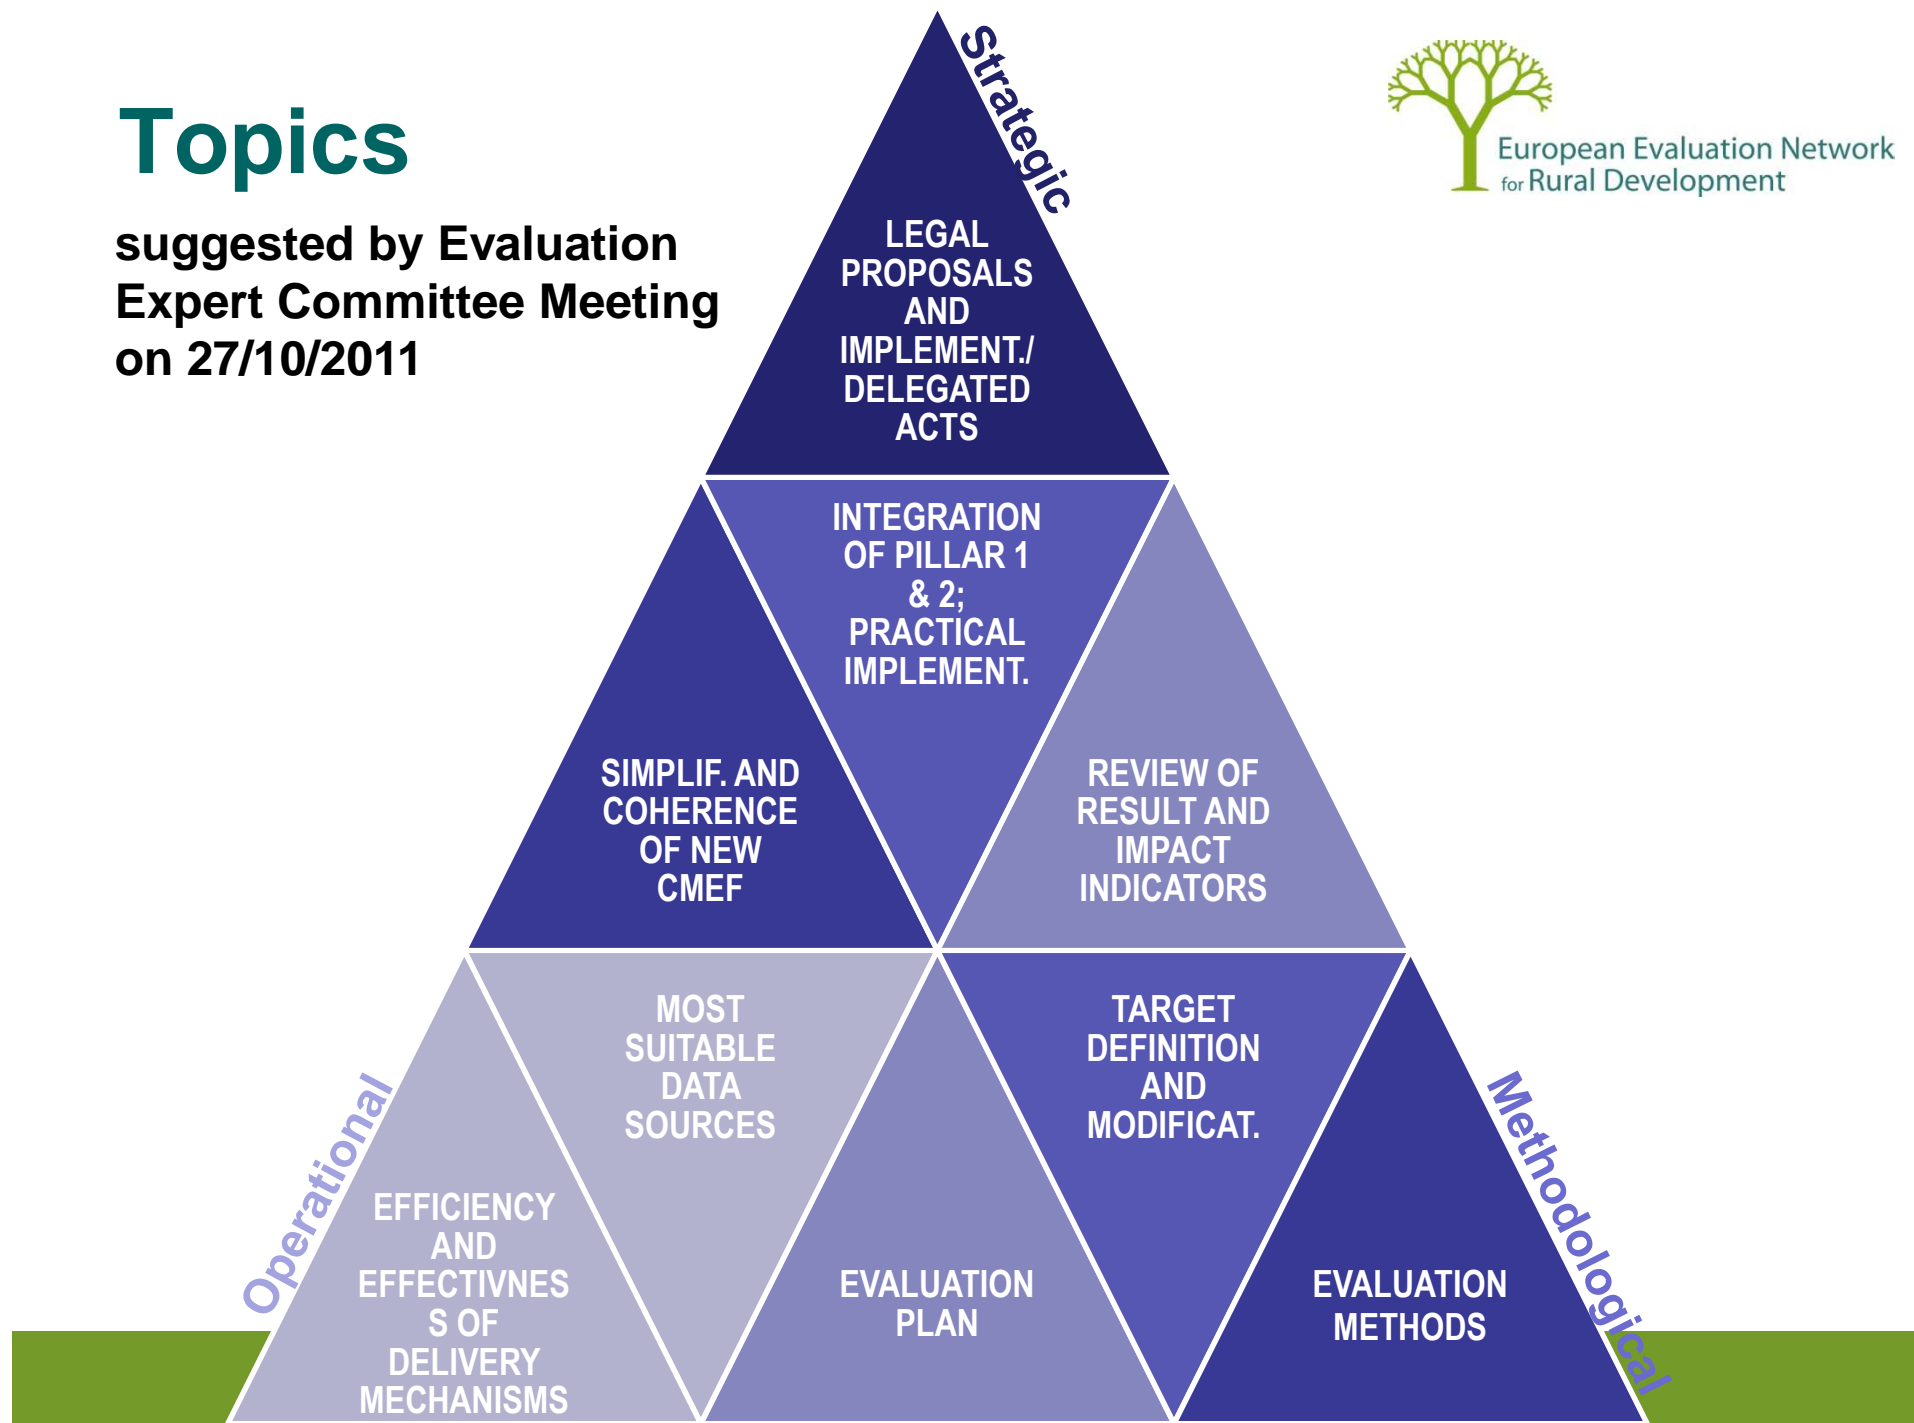 Topics
suggested by Evaluation
Expert Committee Meeting
on 27/10/2011
Strategic
European Evaluation Network
for Rural Development
LEGAL
PROPOSALS
AND
IMPLEMENT./
DELEGATED
ACTS
INTEGRATION
OF PILLAR 1
& 2;
PRACTICAL
IMPLEMENT.
SIMPLIF. AND
COHERENCE
OF NEW
CMEF
REVIEW OF
RESULT AND
IMPACT
INDICATORS
Operational
EFFICIENCY
AND
EFFECTIVNES
S OF
DELIVERY
MECHANISMS
MOST
SUITABLE
DATA
SOURCES
EVALUATION
PLAN
TARGET
DEFINITION
AND
MODIFICAT.
EVALUATION
METHODS
Methodological